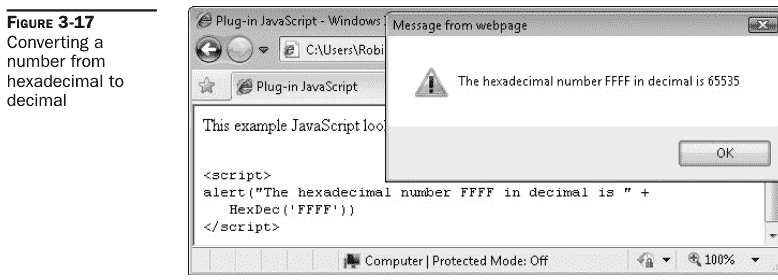 FIGURE 3-17
Converting a
number from
hexadecimal to
decimal
Plug-in JavaScript - Windows
Message from webpage
C:\Users\Robi
Plug-in JavaScript
The hexadecimal number FFFF in decimal is 65535
OK
This example JavaScript loo
<script>
alert("The hexadecimal number FFFF in decimal is " +
HexDec('FFFF'))
</script>
Computer | Protected Mode: Off
100%